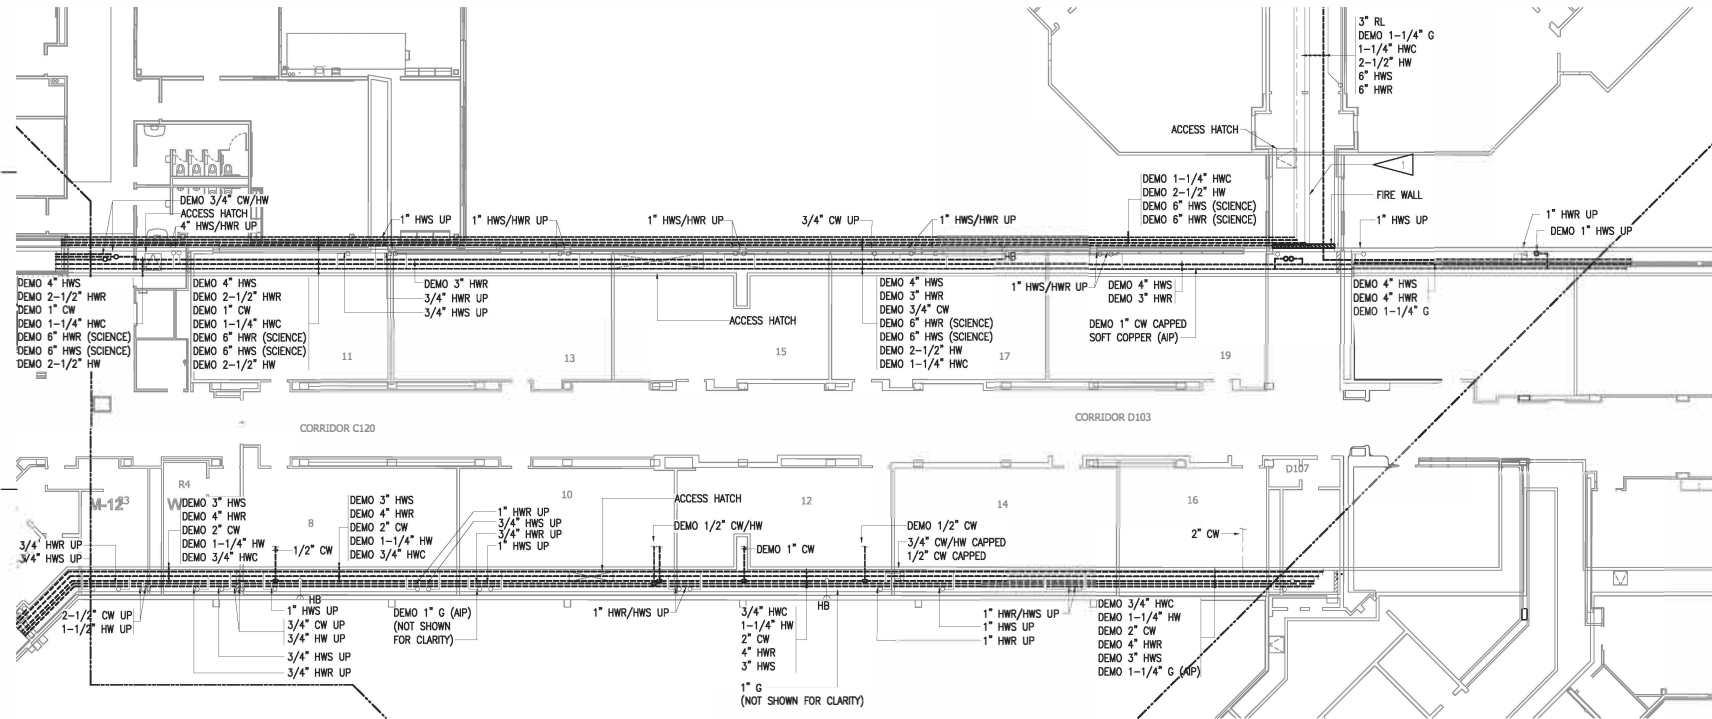 3" RL
DEMO 1-1/4" G
1-1/4" HWC
2-1/2" HW
6" HWS
6" HWR
ACCESS HATCH
DEMO 1-1/4" HWC
DEMO 2-1/2" HW
DEMO 6" HWS (SCIENCE)
DEMO 6" HWR (SCIENCE)
FIRE WALL
1" HWS UP
1" HWR UP
DEMO 1" HWS UP
DEMO 3/4" CW/HW
ACCESS HATCH
4" HWS/HWR UP
1" HWS UP
1" HWS/HWR UP
1" HWS/HWR UP
3/4" CW UP
1" HWS/HWR UP
HB
DEMO 4" HWS
DEMO 2-1/2" HWR
DEMO 1" CW
DEMO 1-1/4" HWC
DEMO 6" HWR (SCIENCE)
DEMO 6" HWS (SCIENCE)
DEMO 2-1/2" HW
DEMO 4" HWS
DEMO 2-1/2" HWR
DEMO 1" CW
DEMO 1-1/4" HWC
DEMO 6" HWR (SCIENCE)
DEMO 6" HWS (SCIENCE)
DEMO 2-1/2" HW
DEMO 3" HWR
3/4" HWR UP
3/4" HWS UP
ACCESS HATCH
DEMO 4" HWS
DEMO 3" HWR
DEMO 3/4" CW
DEMO 6" HWR (SCIENCE)
DEMO 6" HWS (SCIENCE)
DEMO 2-1/2" HW
DEMO 1-1/4" HWC
1" HWS/HWR UP
DEMO 4" HWS
DEMO 3" HWR
DEMO 1" CW CAPPED
SOFT COPPER (AIP)
DEMO 4" HWS
DEMO 4" HWR
DEMO 1-1/4" G
11
13
15
17
19
CORRIDOR C120
CORRIDOR D103
D107
R4
M-12
8
10
12
14
16
DEMO 3" HWS
DEMO 4" HWR
DEMO 2" CW
DEMO 1-1/4" HW
DEMO 3/4" HWC
1/2" CW
DEMO 3" HWS
DEMO 4" HWR
DEMO 2" CW
DEMO 1-1/4" HW
DEMO 3/4" HWC
1" HWR UP
3/4" HWS UP
3/4" HWR UP
1" HWS UP
ACCESS HATCH
DEMO 1/2" CW/HW
DEMO 1" CW
DEMO 1/2" CW
3/4" CW/HW CAPPED
1/2" CW CAPPED
2" CW
3/4" HWR UP
3/4" HWS UP
2-1/2" CW UP
1-1/2" HW UP
HB
1" HWS UP
3/4" CW UP
3/4" HW UP
3/4" HWS UP
3/4" HWR UP
DEMO 1" G (AIP)
(NOT SHOWN
FOR CLARITY)
1" HWR/HWS UP
3/4" HWC
1-1/4" HW
2" CW
4" HWR
3" HWS
HB
1" G
(NOT SHOWN FOR CLARITY)
1" HWR/HWS UP
1" HWS UP
1" HWR UP
DEMO 3/4" HWC
DEMO 1-1/4" HW
DEMO 2" CW
DEMO 4" HWR
DEMO 3" HWS
DEMO 1-1/4" G (AIP)